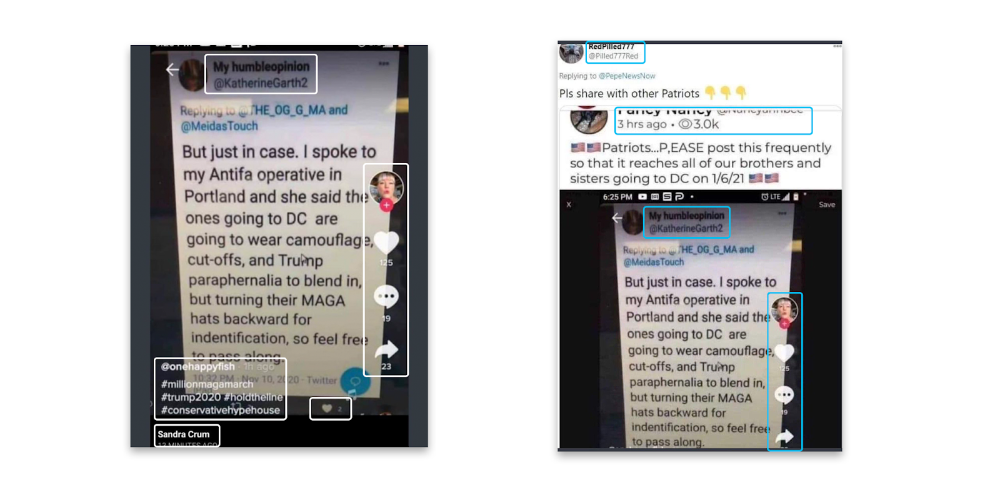 My humbleopinion
@KatherineGarth2
Replying to @THE_OG_G_MA and
@MeidasTouch
But just in case. I spoke to
my Antifa operative in
Portland and she said the
ones going to DC are
going to wear camouflage,
cut-offs, and Trump
paraphernalia to blend in,
but turning their MAGA
hats backward for
indentification, so feel free
to pass along.
125
19
23
@onehappyfish · 1h ago
10:32 PM · Nov 10, 2020 · Twitter
#millionmagamarch
#trump2020 #holdtheline
#conservativehypehouse
2
Sandra Crum
13 MINUTES AGO
RedPilled777
@Pilled777Red
Replying to @PepeNewsNow
Pls share with other Patriots 👇👇👇
Fancy Nancy
3 hrs ago • 3.0k
🇺🇸🇺🇸Patriots...P,EASE post this frequently
so that it reaches all of our brothers and
sisters going to DC on 1/6/21 🇺🇸🇺🇸
6:25 PM LTE
X Save
My humbleopinion
@KatherineGarth2
Replying to @THE_OG_G_MA and
@MeidasTouch
But just in case. I spoke to
my Antifa operative in
Portland and she said the
ones going to DC are
going to wear camouflage,
cut-offs, and Trump
paraphernalia to blend in,
but turning their MAGA
hats backward for
indentification, so feel free
to pass along.
125
19